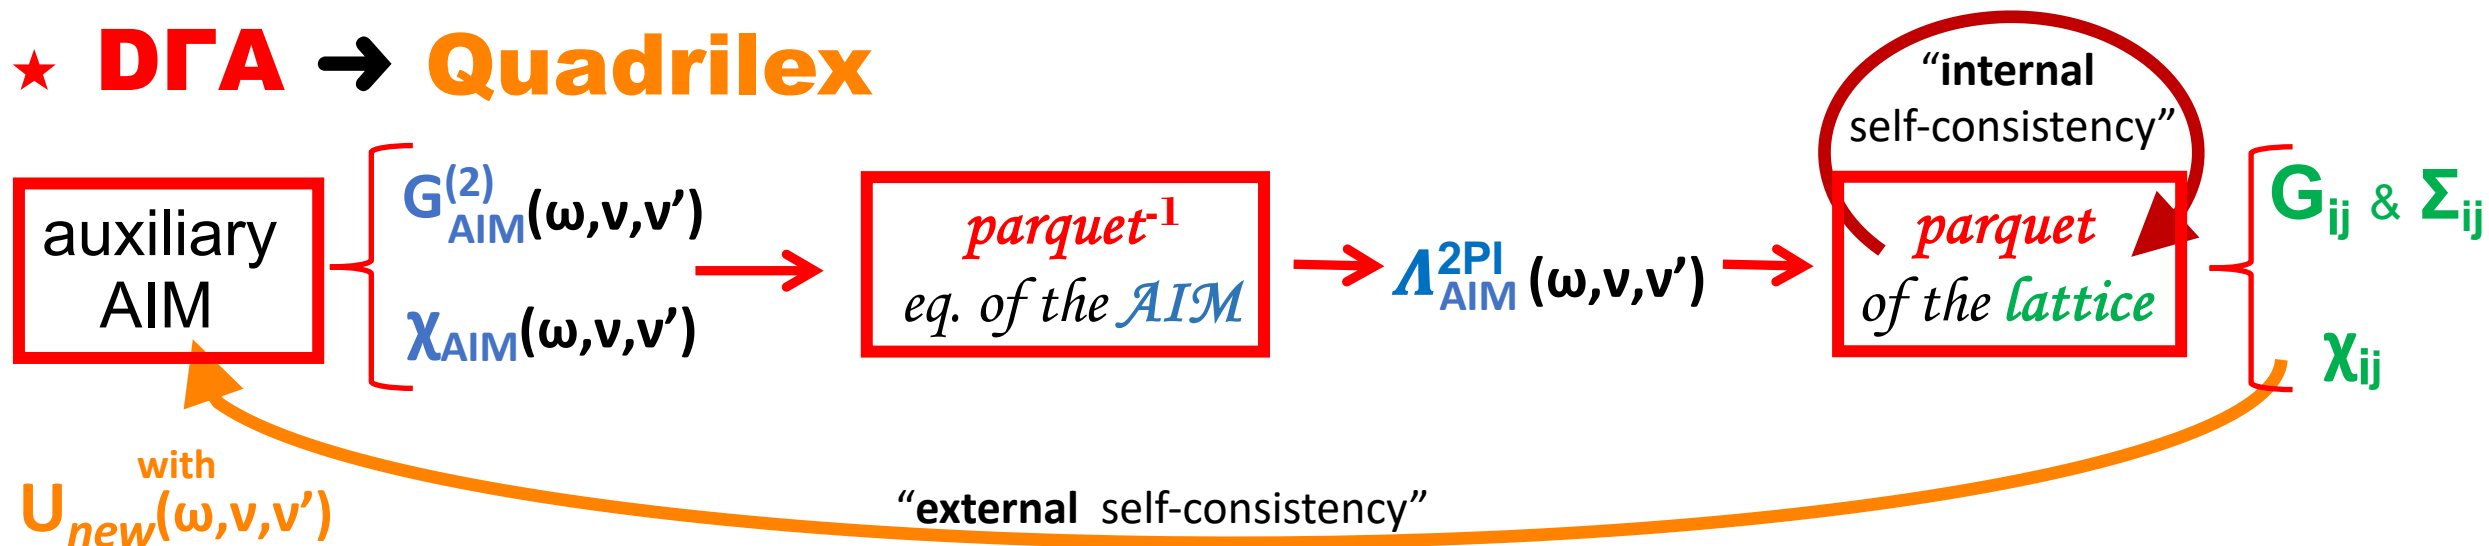 ★ DΓA → Quadrilex
auxiliary
AIM
G(2)AIM(ω,ν,ν’)
χAIM(ω,ν,ν’)
parquet-1
eq. of the AIM
Λ2PIAIM (ω,ν,ν’)
“internal
self-consistency”
parquet
of the lattice
Gij & Σij
χij
with
Unew(ω,ν,ν’)
“external self-consistency”